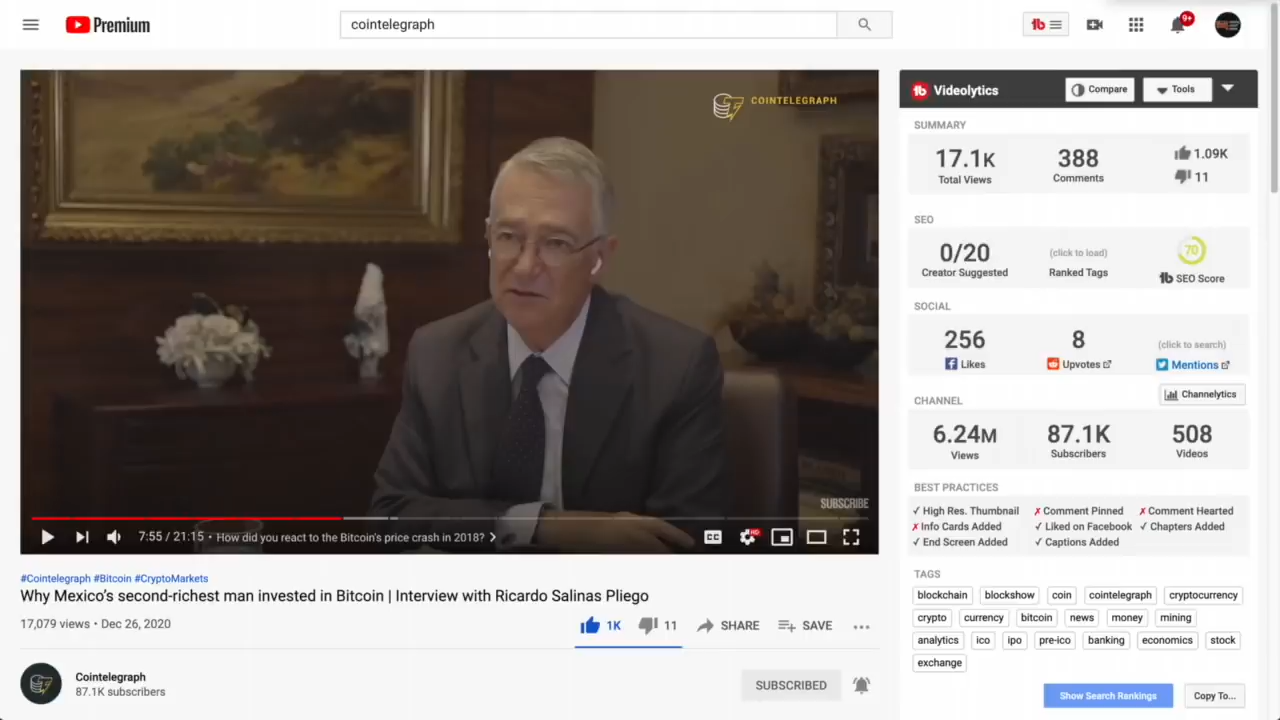 Premium
cointelegraph
9+
COINTELEGRAPH
SUBSCRIBE
7:55 / 21:15 • How did you react to the Bitcoin's price crash in 2018?
CC
HD
#Cointelegraph #Bitcoin #CryptoMarkets
Why Mexico's second-richest man invested in Bitcoin | Interview with Ricardo Salinas Pliego
17,079 views • Dec 26, 2020
1K
11
SHARE
SAVE
Cointelegraph
87.1K subscribers
SUBSCRIBED
Videolytics
Compare
Tools
SUMMARY
17.1K
388
1.09K
Total Views
Comments
11
SEO
0/20
(click to load)
70
Creator Suggested
Ranked Tags
SEO Score
SOCIAL
256
8
(click to search)
Likes
Upvotes
Mentions
CHANNEL
Channelytics
6.24M
87.1K
508
Views
Subscribers
Videos
BEST PRACTICES
✓ High Res. Thumbnail ✗ Comment Pinned ✗ Comment Hearted
✗ Info Cards Added ✓ Liked on Facebook ✓ Chapters Added
✓ End Screen Added ✓ Captions Added
TAGS
blockchain blockshow coin cointelegraph cryptocurrency
crypto currency bitcoin news money mining
analytics ico ipo pre-ico banking economics stock
exchange
Show Search Rankings
Copy To...